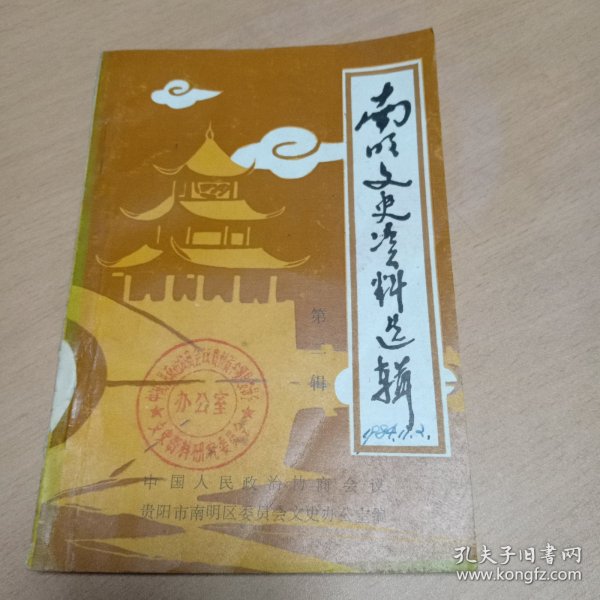 南明文史资料选辑
1984.11.2.
第一辑
办公室
中国人民政治协商会议
贵阳市南明区委员会文史办公室编
孔夫子旧书网
www.kongfz.com